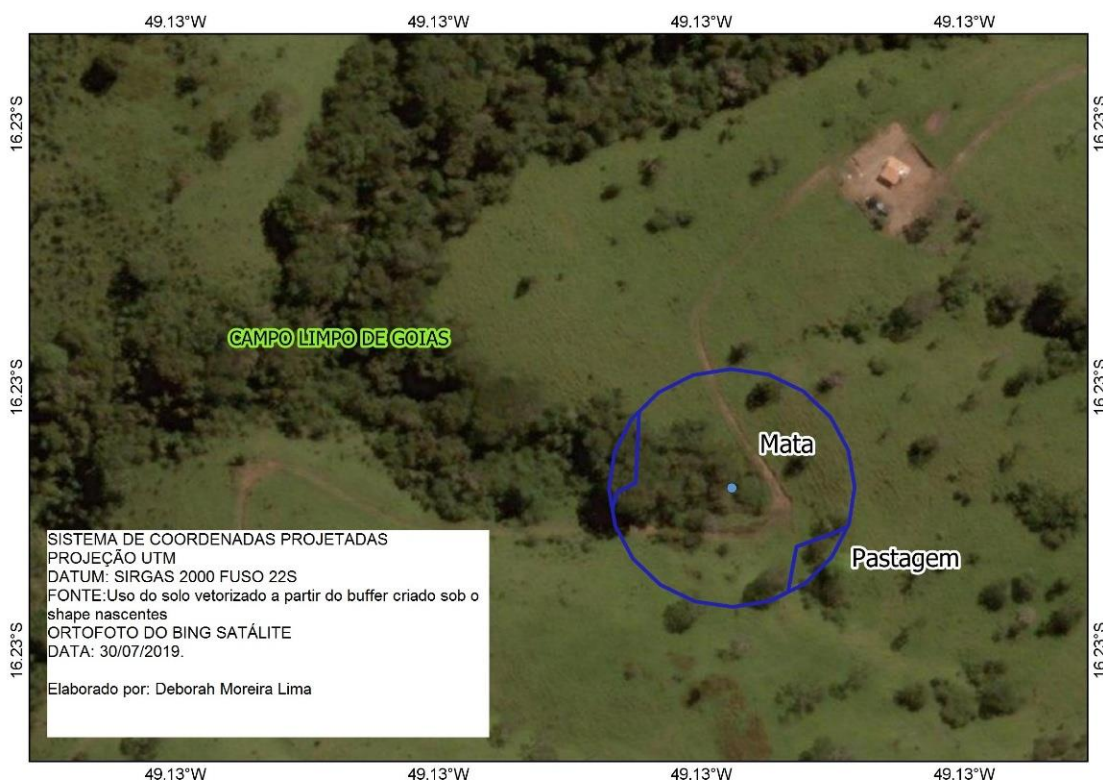 49.13°W 49.13°W 49.13°W 49.13°W
16.23°S 16.23°S
CAMPO LIMPO DE GOIAS
16.23°S 16.23°S
Mata
Pastagem
SISTEMA DE COORDENADAS PROJETADAS
PROJEÇÃO UTM
DATUM: SIRGAS 2000 FUSO 22S
FONTE:Uso do solo vetorizado a partir do buffer criado sob o
shape nascentes
ORTOFOTO DO BING SATÁLITE
DATA: 30/07/2019.
Elaborado por: Deborah Moreira Lima
16.23°S 16.23°S
49.13°W 49.13°W 49.13°W 49.13°W